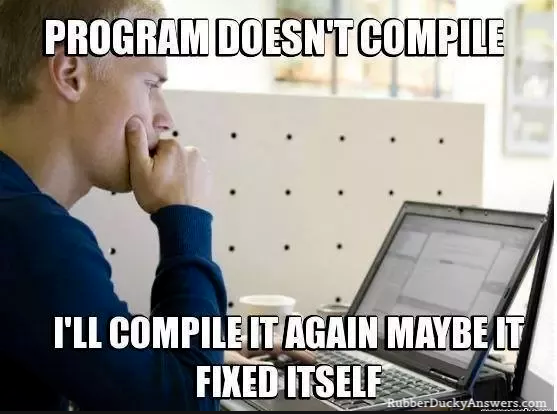 PROGRAM DOESN'T COMPILE
I'LL COMPILE IT AGAIN MAYBE IT
FIXED ITSELF
RubberDuckyAnswers.com